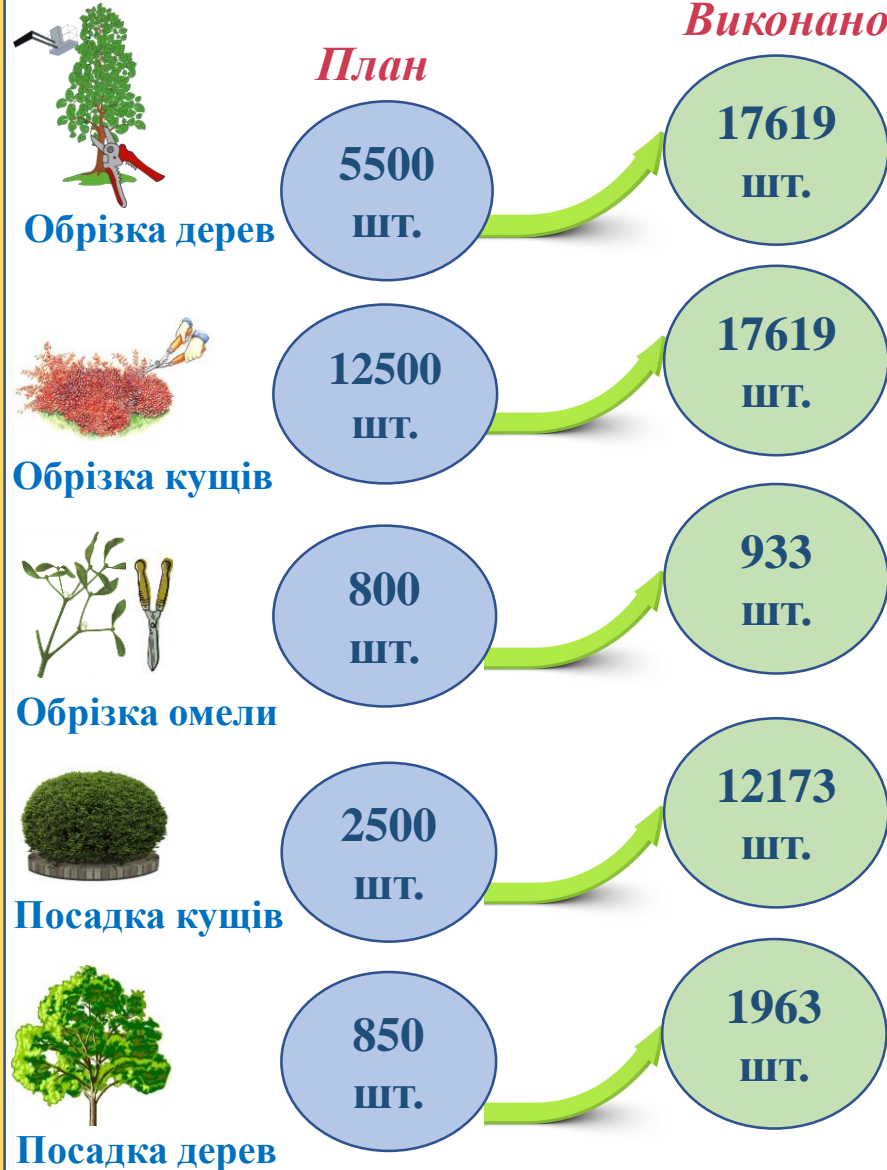 План
Виконано
5500
шт.
17619
шт.
Обрізка дерев
12500
шт.
17619
шт.
Обрізка кущів
800
шт.
933
шт.
Обрізка омели
2500
шт.
12173
шт.
Посадка кущів
850
шт.
1963
шт.
Посадка дерев